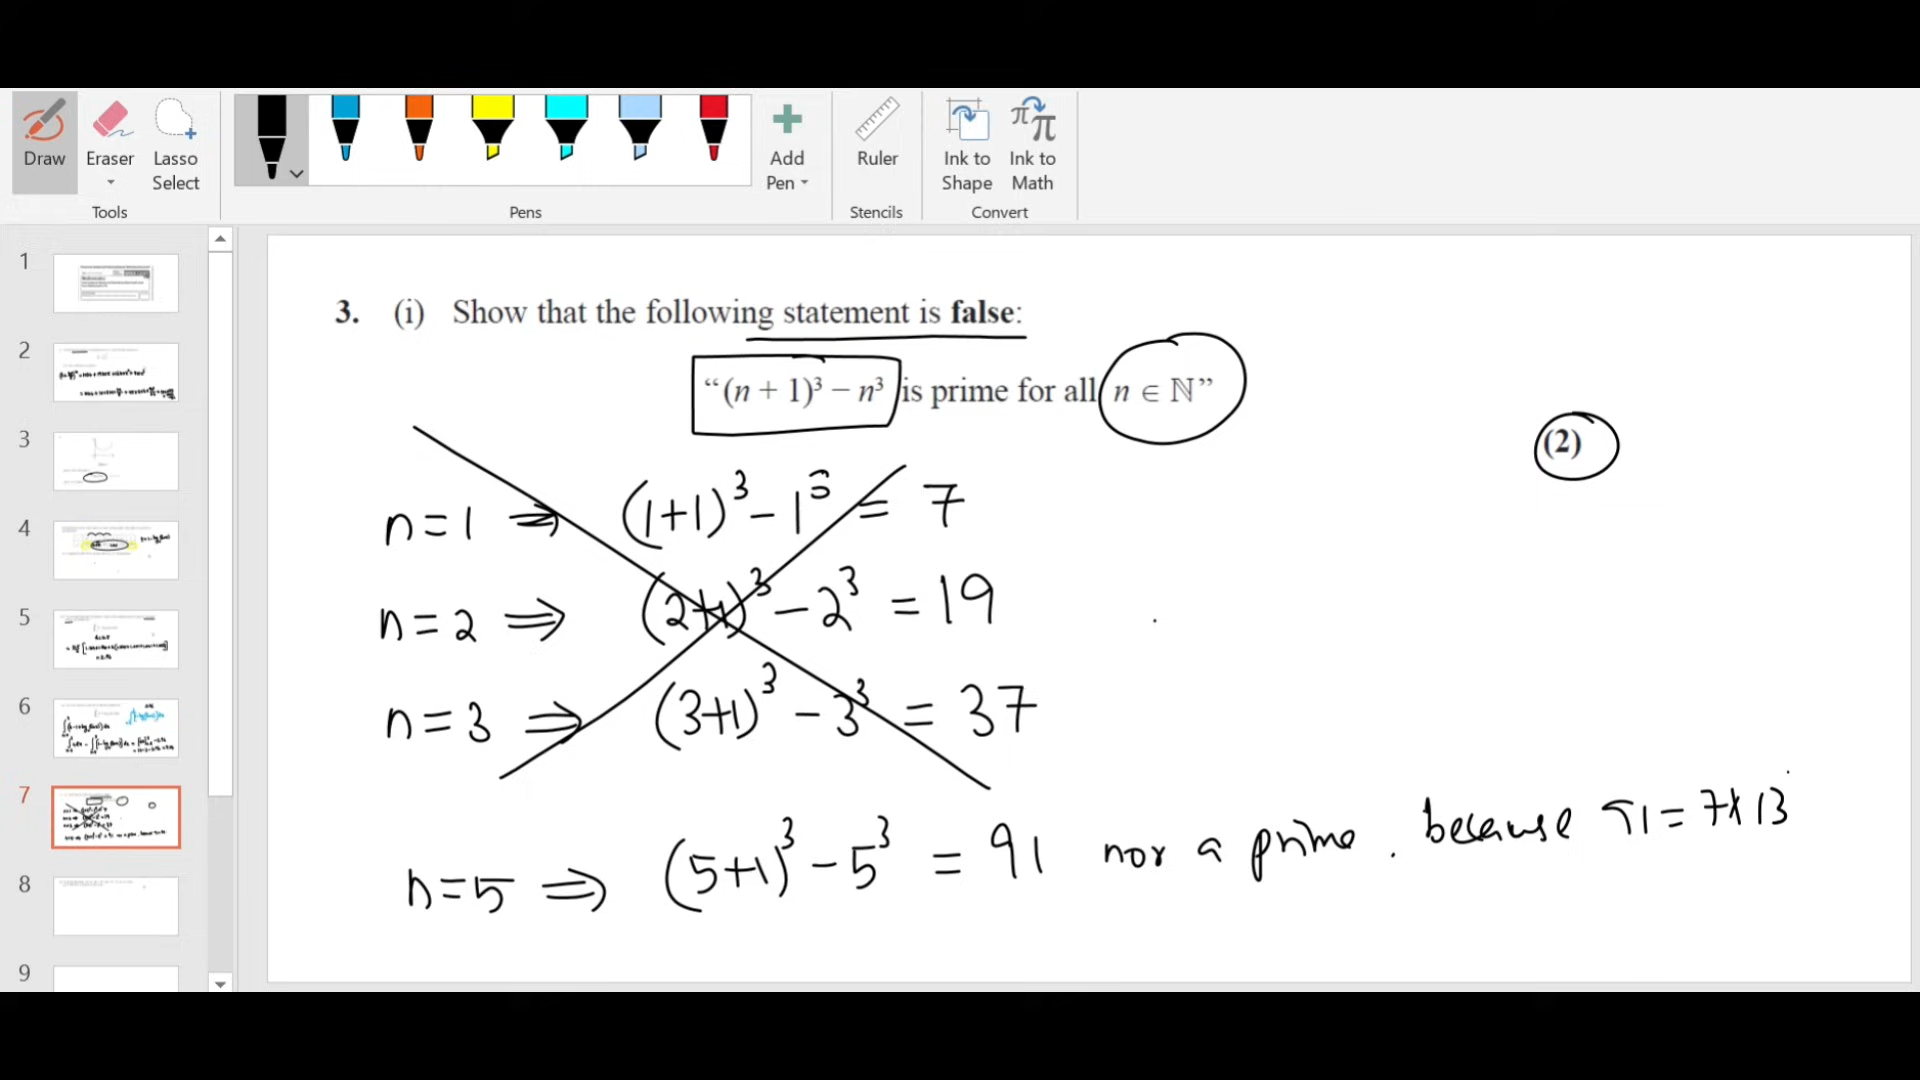 Draw
Eraser
Lasso Select
Tools
Pens
Add Pen
Ruler
Stencils
Ink to Shape
Ink to Math
Convert
1
2
3
4
5
6
7
8
9
3. (i) Show that the following statement is false:
“(n + 1)³ – n³ is prime for all n ∈ ℕ”
(2)
n=1 ⇒ (1+1)³ - 1³ = 7
n=2 ⇒ (2+1)³ - 2³ = 19
n=3 ⇒ (3+1)³ - 3³ = 37
n=5 ⇒ (5+1)³ - 5³ = 91 not a prime. because 91 = 7×13